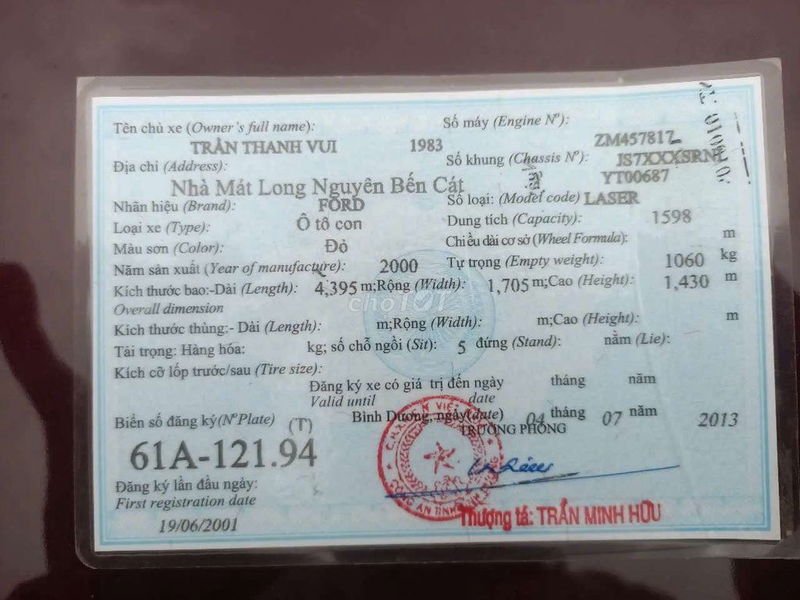 Tên chủ xe (Owner's full name):
TRẦN THANH VUI 1983
Địa chỉ (Address):
Nhà Mát Long Nguyên Bến Cát
Nhãn hiệu (Brand): FORD
Loại xe (Type): Ô tô con
Màu sơn (Color): Đỏ
Năm sản xuất (Year of manufacture): 2000
Số máy (Engine Nº): ZM457817
Số khung (Chassis Nº): JS7XXXSRNL
YT00687
Số loại: (Model code) LASER
Dung tích (Capacity): 1598
Chiều dài cơ sở (Wheel Formula): m
Tự trọng (Empty weight): 1060 kg
Kích thước bao:-Dài (Length): 4,395 m;Rộng (Width): 1,705 m;Cao (Height): 1,430 m
Overall dimension
Kích thước thùng:- Dài (Length): m;Rộng (Width): m;Cao (Height): m
Tải trọng: Hàng hóa: kg; số chỗ ngồi (Sit): 5 đứng (Stand): nằm (Lie):
Kích cỡ lốp trước/sau (Tire size):
Đăng ký xe có giá trị đến ngày tháng năm
Valid until date
Biển số đăng ký(NºPlate) (T)
61A-121.94
Đăng ký lần đầu ngày:
First registration date
19/06/2001
Bình Dương, ngày(date) 04 tháng 07 năm 2013
TRƯỞNG PHÒNG
Thượng tá: TRẦN MINH HỮU
chợTỐT